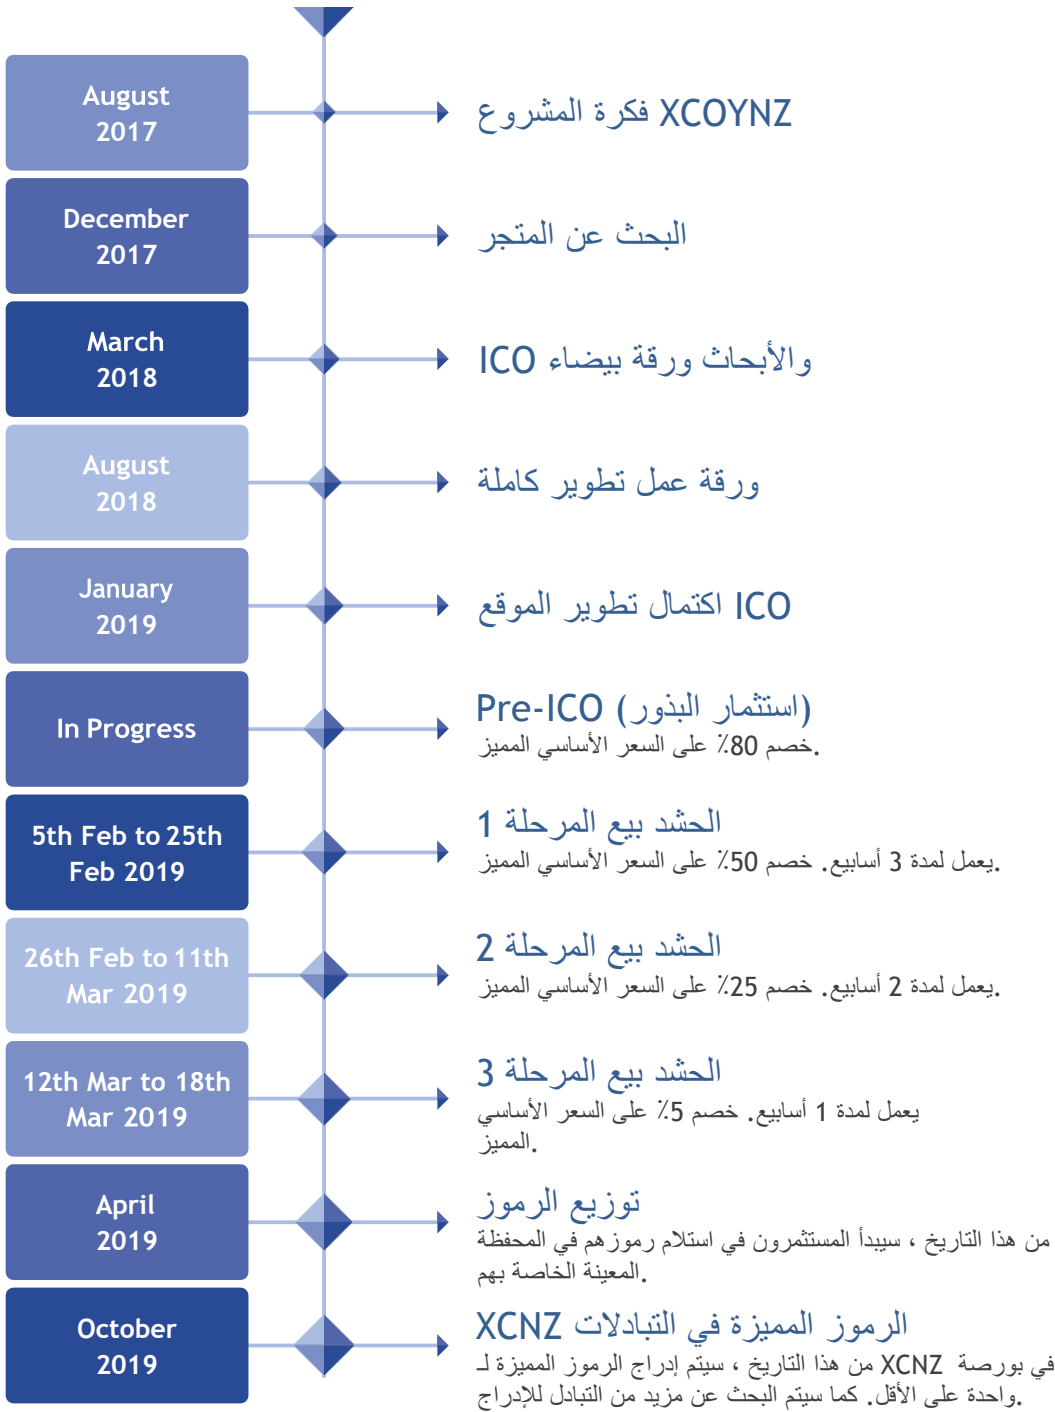 August
2017
XCOYNZ فكرة المشروع
December
2017
البحث عن المتجر
March
2018
والأبحاث ورقة بيضاء ICO
August
2018
ورقة عمل تطوير كاملة
January
2019
ICO اكتمال تطوير الموقع
In Progress
Pre-ICO (استثمار البذور)
خصم 80٪ على السعر الأساسي المميز.
5th Feb to 25th
Feb 2019
الحشد بيع المرحلة 1
يعمل لمدة 3 أسابيع. خصم 50٪ على السعر الأساسي المميز.
26th Feb to 11th
Mar 2019
الحشد بيع المرحلة 2
يعمل لمدة 2 أسابيع. خصم 25٪ على السعر الأساسي المميز.
12th Mar to 18th
Mar 2019
الحشد بيع المرحلة 3
يعمل لمدة 1 أسابيع. خصم 5٪ على السعر الأساسي
المميز.
April
2019
توزيع الرموز
من هذا التاريخ ، سيبدأ المستثمرون في استلام رموزهم في المحفظة
المعينة الخاصة بهم.
October
2019
الرموز المميزة في التبادلات XCNZ
في بورصة XCNZ من هذا التاريخ ، سيتم إدراج الرموز المميزة لـ
واحدة على الأقل. كما سيتم البحث عن مزيد من التبادل للإدراج.